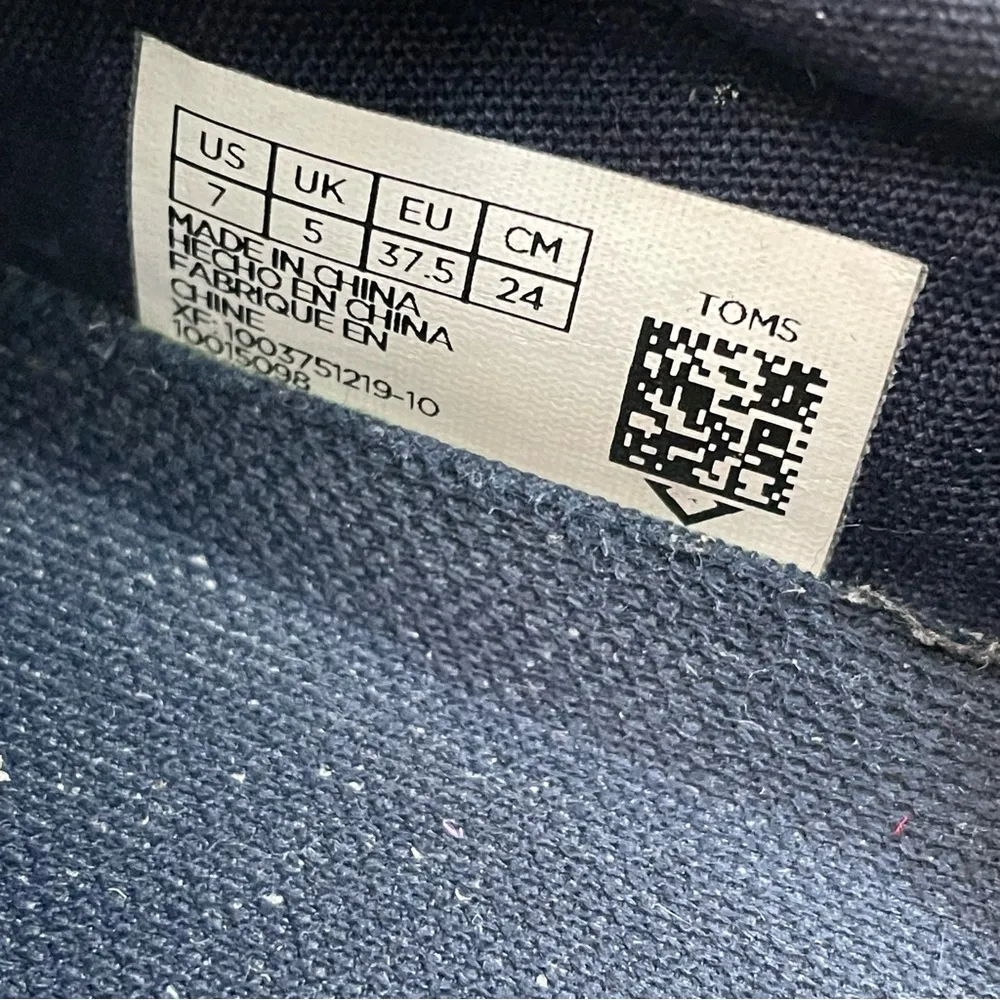 US UK EU CM
7 5 37.5 24
MADE IN CHINA
HECHO EN CHINA
FABRIQUE EN
CHINE
XF: 1003751219-10
10015098
TOMS